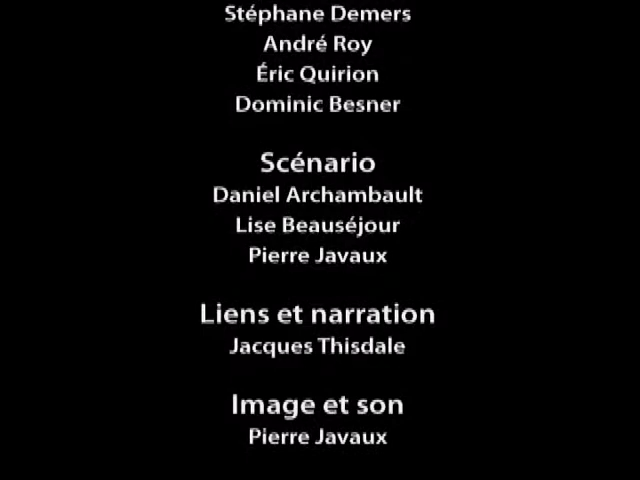 Stéphane Demers
André Roy
Éric Quirion
Dominic Besner
Scénario
Daniel Archambault
Lise Beauséjour
Pierre Javaux
Liens et narration
Jacques Thisdale
Image et son
Pierre Javaux